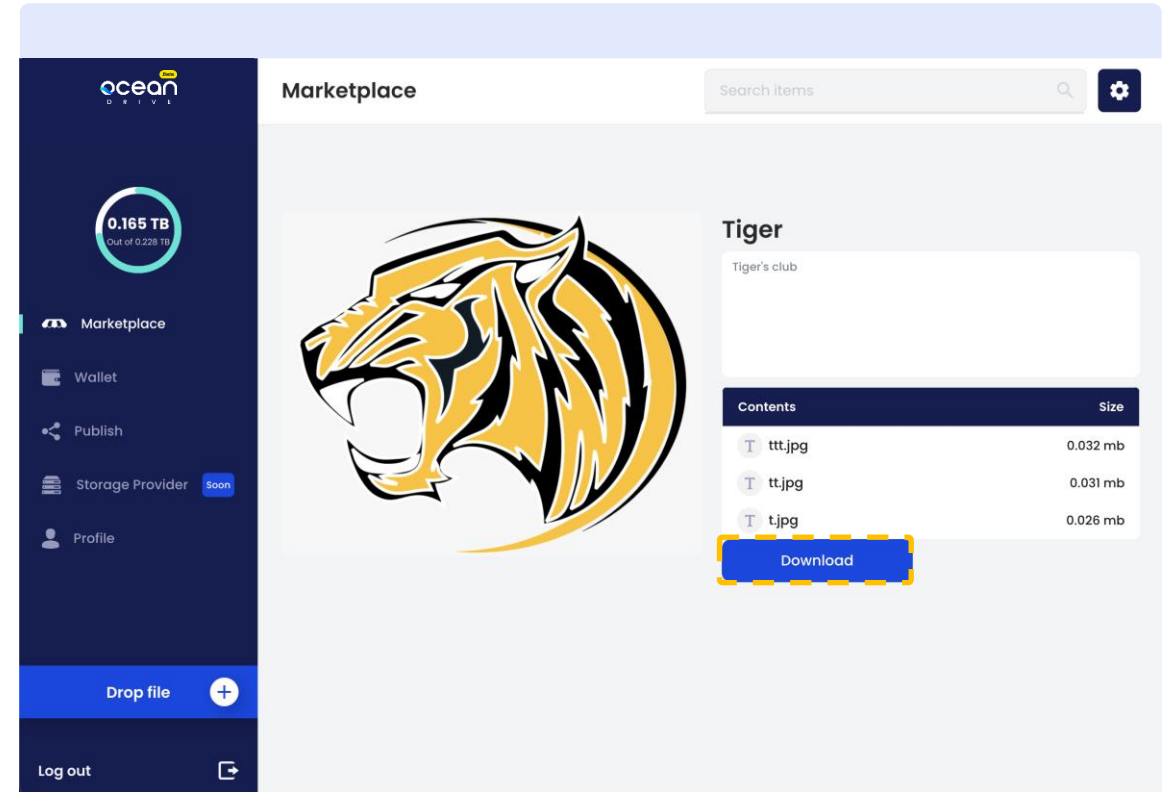 ocean
Beta
DRIVE
0.165 TB
Out of 0.228 TB
Marketplace
Wallet
Publish
Storage Provider Soon
Profile
Drop file
Log out
Marketplace
Search items
Tiger
Tiger's club
Contents Size
T ttt.jpg 0.032 mb
T tt.jpg 0.031 mb
T t.jpg 0.026 mb
Download